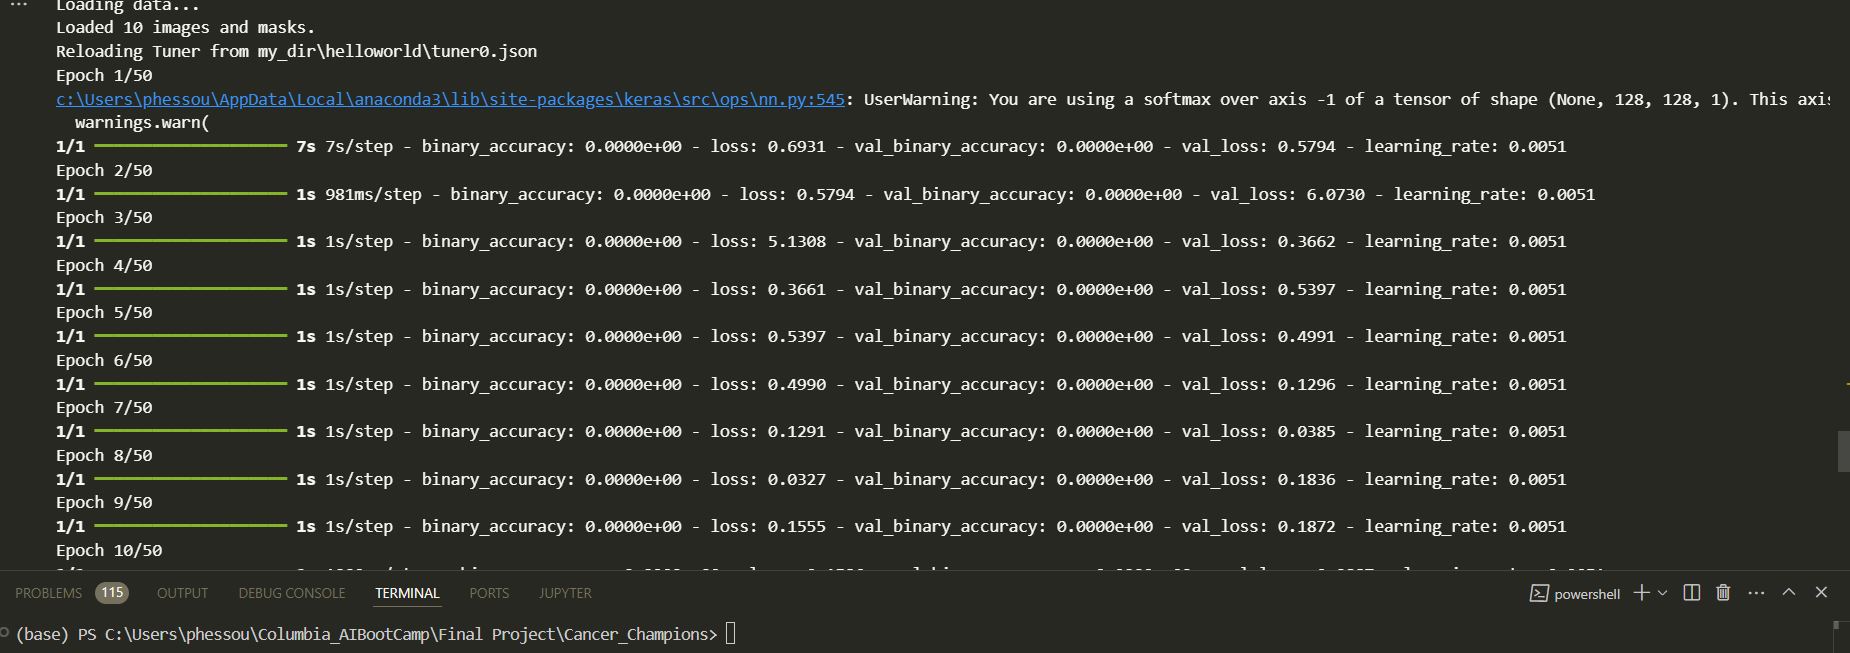 ...
Loading data...
Loaded 10 images and masks.
Reloading Tuner from my_dir\helloworld\tuner0.json
Epoch 1/50
c:\Users\phessou\AppData\Local\anaconda3\lib\site-packages\keras\src\ops\nn.py:545: UserWarning: You are using a softmax over axis -1 of a tensor of shape (None, 128, 128, 1). This axis
warnings.warn(
1/1 7s 7s/step - binary_accuracy: 0.0000e+00 - loss: 0.6931 - val_binary_accuracy: 0.0000e+00 - val_loss: 0.5794 - learning_rate: 0.0051
Epoch 2/50
1/1 1s 981ms/step - binary_accuracy: 0.0000e+00 - loss: 0.5794 - val_binary_accuracy: 0.0000e+00 - val_loss: 6.0730 - learning_rate: 0.0051
Epoch 3/50
1/1 1s 1s/step - binary_accuracy: 0.0000e+00 - loss: 5.1308 - val_binary_accuracy: 0.0000e+00 - val_loss: 0.3662 - learning_rate: 0.0051
Epoch 4/50
1/1 1s 1s/step - binary_accuracy: 0.0000e+00 - loss: 0.3661 - val_binary_accuracy: 0.0000e+00 - val_loss: 0.5397 - learning_rate: 0.0051
Epoch 5/50
1/1 1s 1s/step - binary_accuracy: 0.0000e+00 - loss: 0.5397 - val_binary_accuracy: 0.0000e+00 - val_loss: 0.4991 - learning_rate: 0.0051
Epoch 6/50
1/1 1s 1s/step - binary_accuracy: 0.0000e+00 - loss: 0.4990 - val_binary_accuracy: 0.0000e+00 - val_loss: 0.1296 - learning_rate: 0.0051
Epoch 7/50
1/1 1s 1s/step - binary_accuracy: 0.0000e+00 - loss: 0.1291 - val_binary_accuracy: 0.0000e+00 - val_loss: 0.0385 - learning_rate: 0.0051
Epoch 8/50
1/1 1s 1s/step - binary_accuracy: 0.0000e+00 - loss: 0.0327 - val_binary_accuracy: 0.0000e+00 - val_loss: 0.1836 - learning_rate: 0.0051
Epoch 9/50
1/1 1s 1s/step - binary_accuracy: 0.0000e+00 - loss: 0.1555 - val_binary_accuracy: 0.0000e+00 - val_loss: 0.1872 - learning_rate: 0.0051
Epoch 10/50
PROBLEMS 115 OUTPUT DEBUG CONSOLE TERMINAL PORTS JUPYTER powershell
(base) PS C:\Users\phessou\Columbia_AIBootCamp\Final Project\Cancer_Champions>